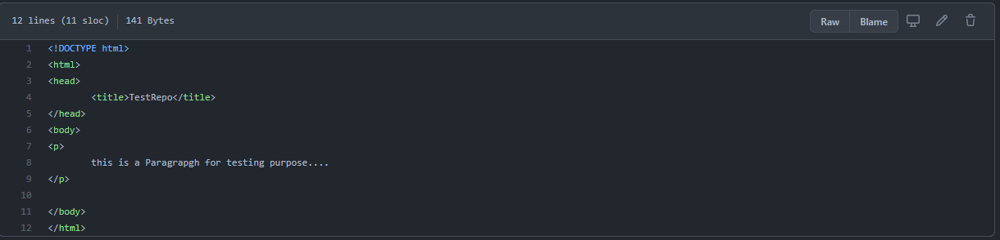 12 lines (11 sloc) 141 Bytes Raw Blame
1 <!DOCTYPE html>
2 <html>
3 <head>
4 <title>TestRepo</title>
5 </head>
6 <body>
7 <p>
8 this is a Paragrapgh for testing purpose....
9 </p>
10
11 </body>
12 </html>